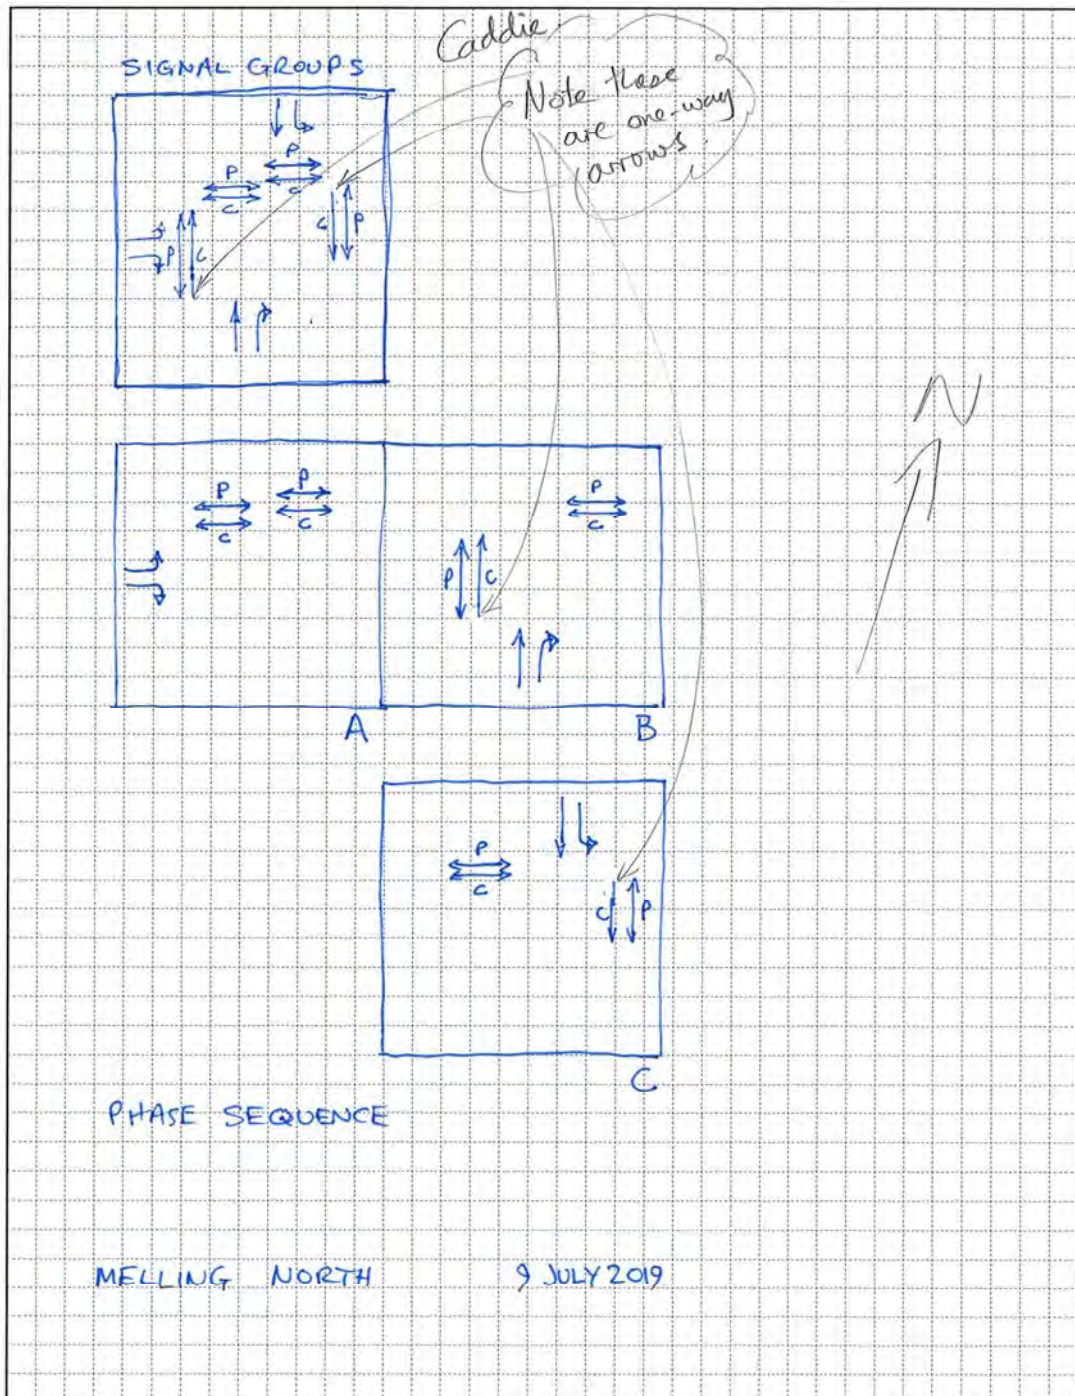 Caddie
SIGNAL GROUPS
Note these
are one-way
arrows.
P
C
P
C
P
C
C
P
N
P
C
P
C
A
P
C
P
C
B
P
C
C
P
C
PHASE SEQUENCE
MELLING NORTH
9 JULY 2019